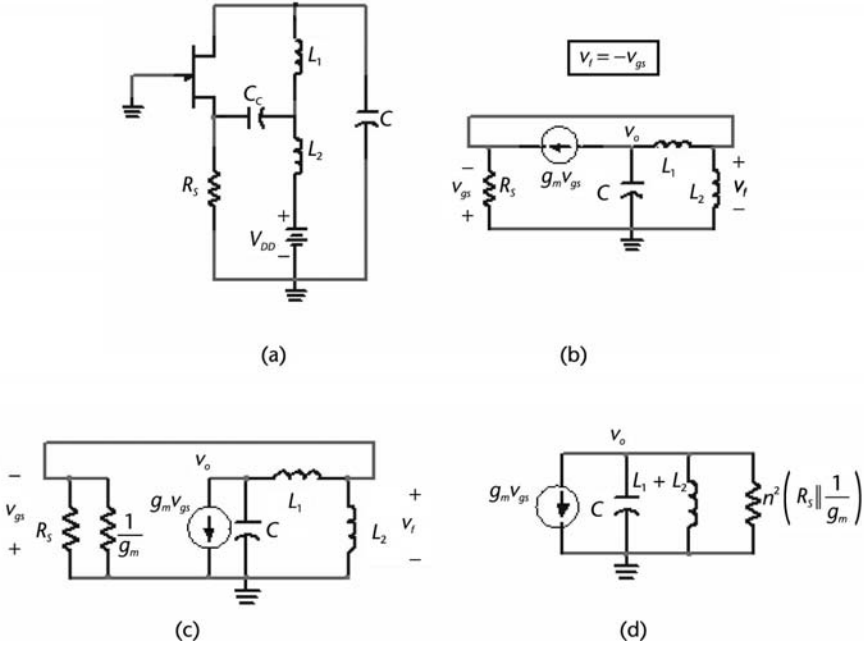 L₁
C_C
C
L₂
R_S
+
V_DD
−
(a)
v_f = −v_gs
v_o
− +
g_m v_gs
L₁
v_gs R_S C L₂ v_f
+ −
(b)
v_o
− L₁
g_m v_gs +
v_gs R_S 1/g_m C L₂ v_f
+ −
(c)
v_o
g_m v_gs C L₁ + L₂ n²(R_S‖1/g_m)
(d)